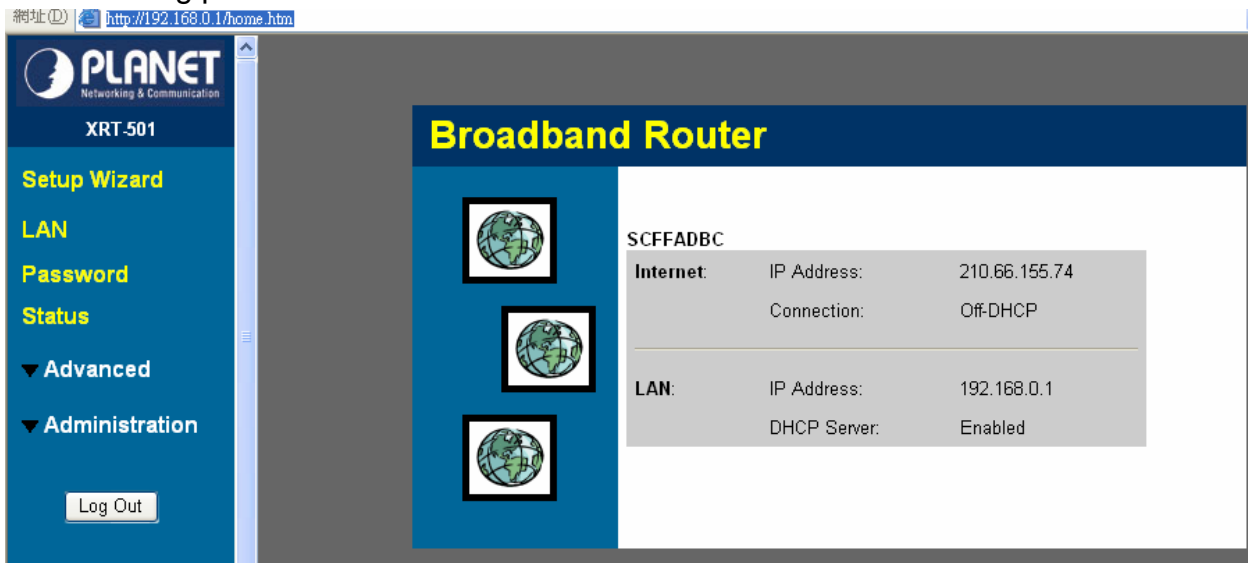 網址(D) http://192.168.0.1/home.htm
PLANET
Networking & Communication
XRT-501
Setup Wizard
LAN
Password
Status
Advanced
Administration
Log Out
Broadband Router
SCFFADBC
Internet: IP Address: 210.66.155.74
Connection: Off-DHCP
LAN: IP Address: 192.168.0.1
DHCP Server: Enabled